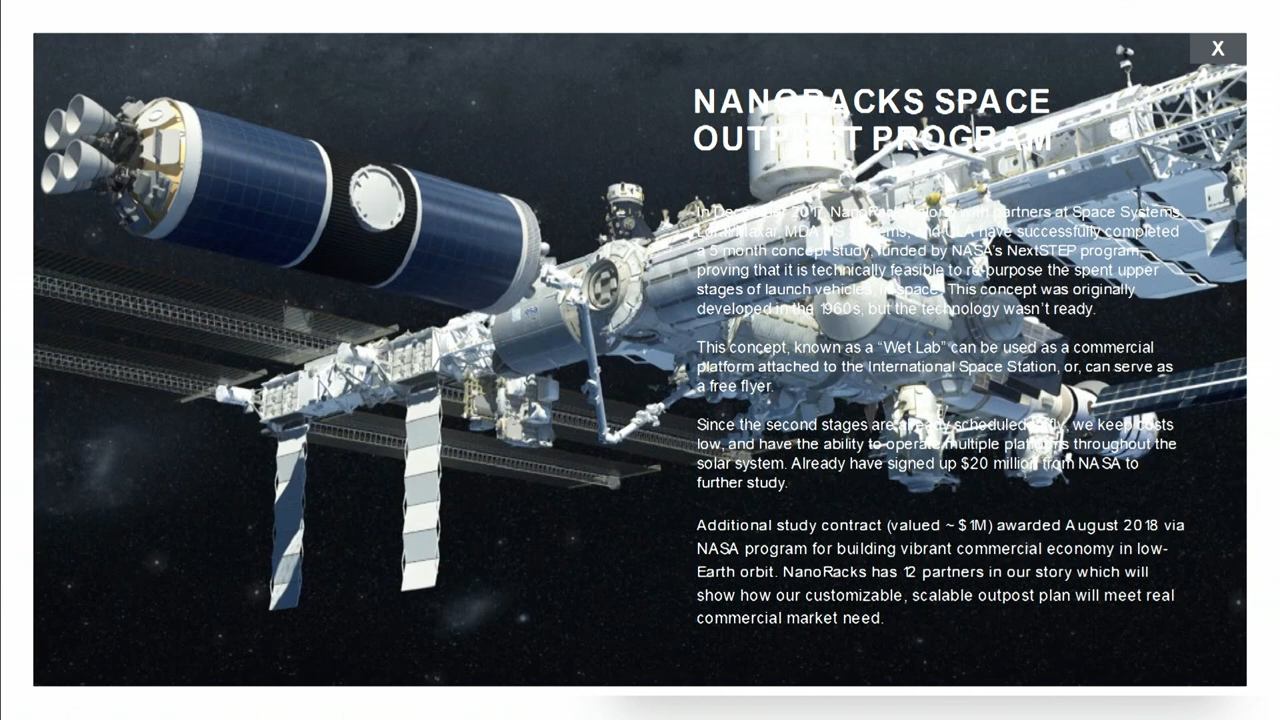 X
NANORACKS SPACE
OUTPOST PROGRAM
In December 2017, NanoRacks, along with partners at Space Systems
Loral/Maxar, MDA US Systems, and ULA have successfully completed
a 5 month concept study, funded by NASA's NextSTEP program,
proving that it is technically feasible to re-purpose the spent upper
stages of launch vehicles, in space. This concept was originally
developed in the 1960s, but the technology wasn't ready.
This concept, known as a “Wet Lab” can be used as a commercial
platform attached to the International Space Station, or, can serve as
a free flyer.
Since the second stages are already scheduled to fly, we keep costs
low, and have the ability to operate multiple platforms throughout the
solar system. Already have signed up $20 million from NASA to
further study.
Additional study contract (valued ~ $1M) awarded August 2018 via
NASA program for building vibrant commercial economy in low-
Earth orbit. NanoRacks has 12 partners in our story which will
show how our customizable, scalable outpost plan will meet real
commercial market need.